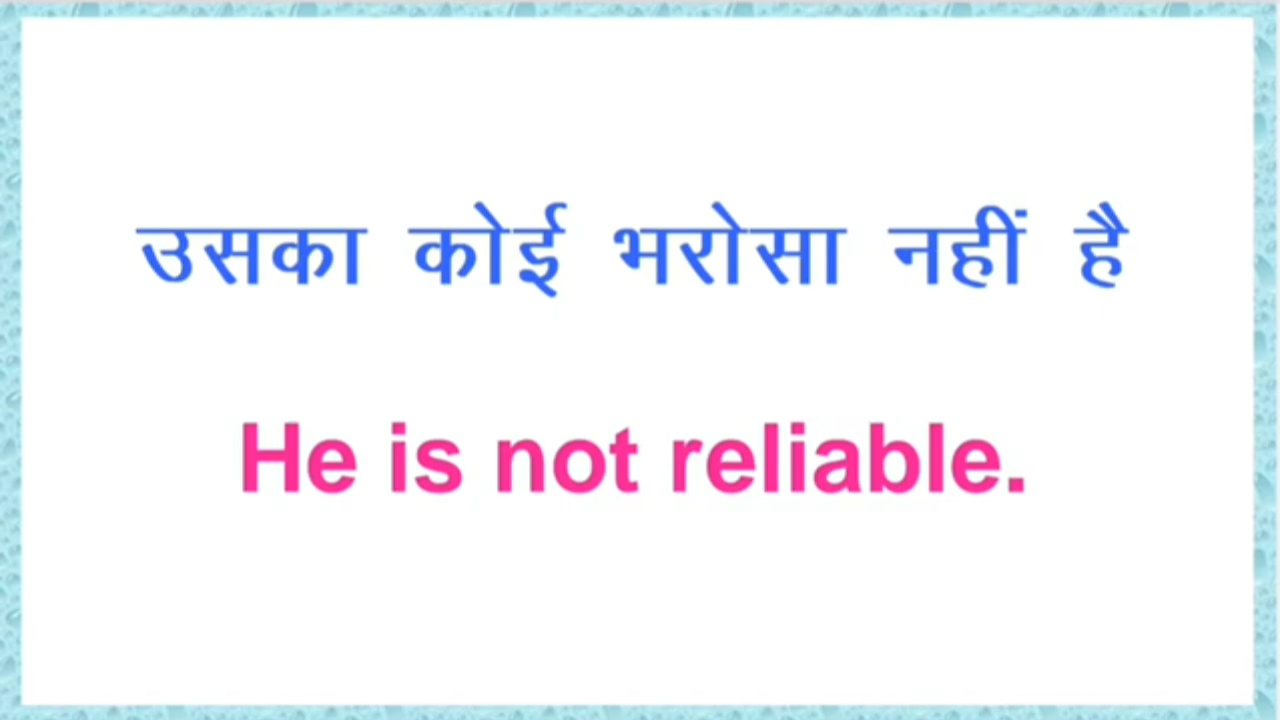 उसका कोई भरोसा नहीं है
He is not reliable.